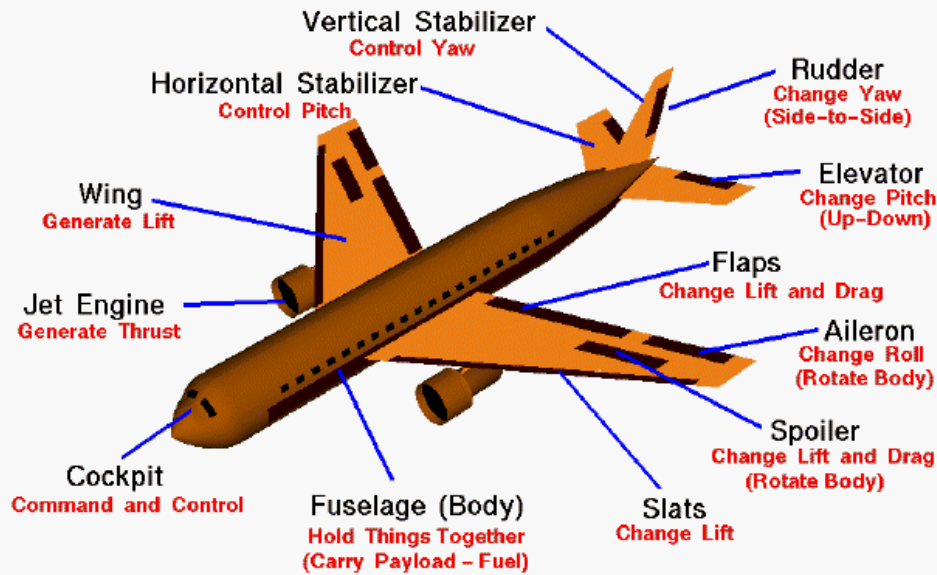 Vertical Stabilizer
Control Yaw
Horizontal Stabilizer
Control Pitch
Rudder
Change Yaw
(Side-to-Side)
Wing
Generate Lift
Elevator
Change Pitch
(Up-Down)
Flaps
Change Lift and Drag
Jet Engine
Generate Thrust
Aileron
Change Roll
(Rotate Body)
Spoiler
Change Lift and Drag
(Rotate Body)
Cockpit
Command and Control
Fuselage (Body)
Hold Things Together
(Carry Payload - Fuel)
Slats
Change Lift